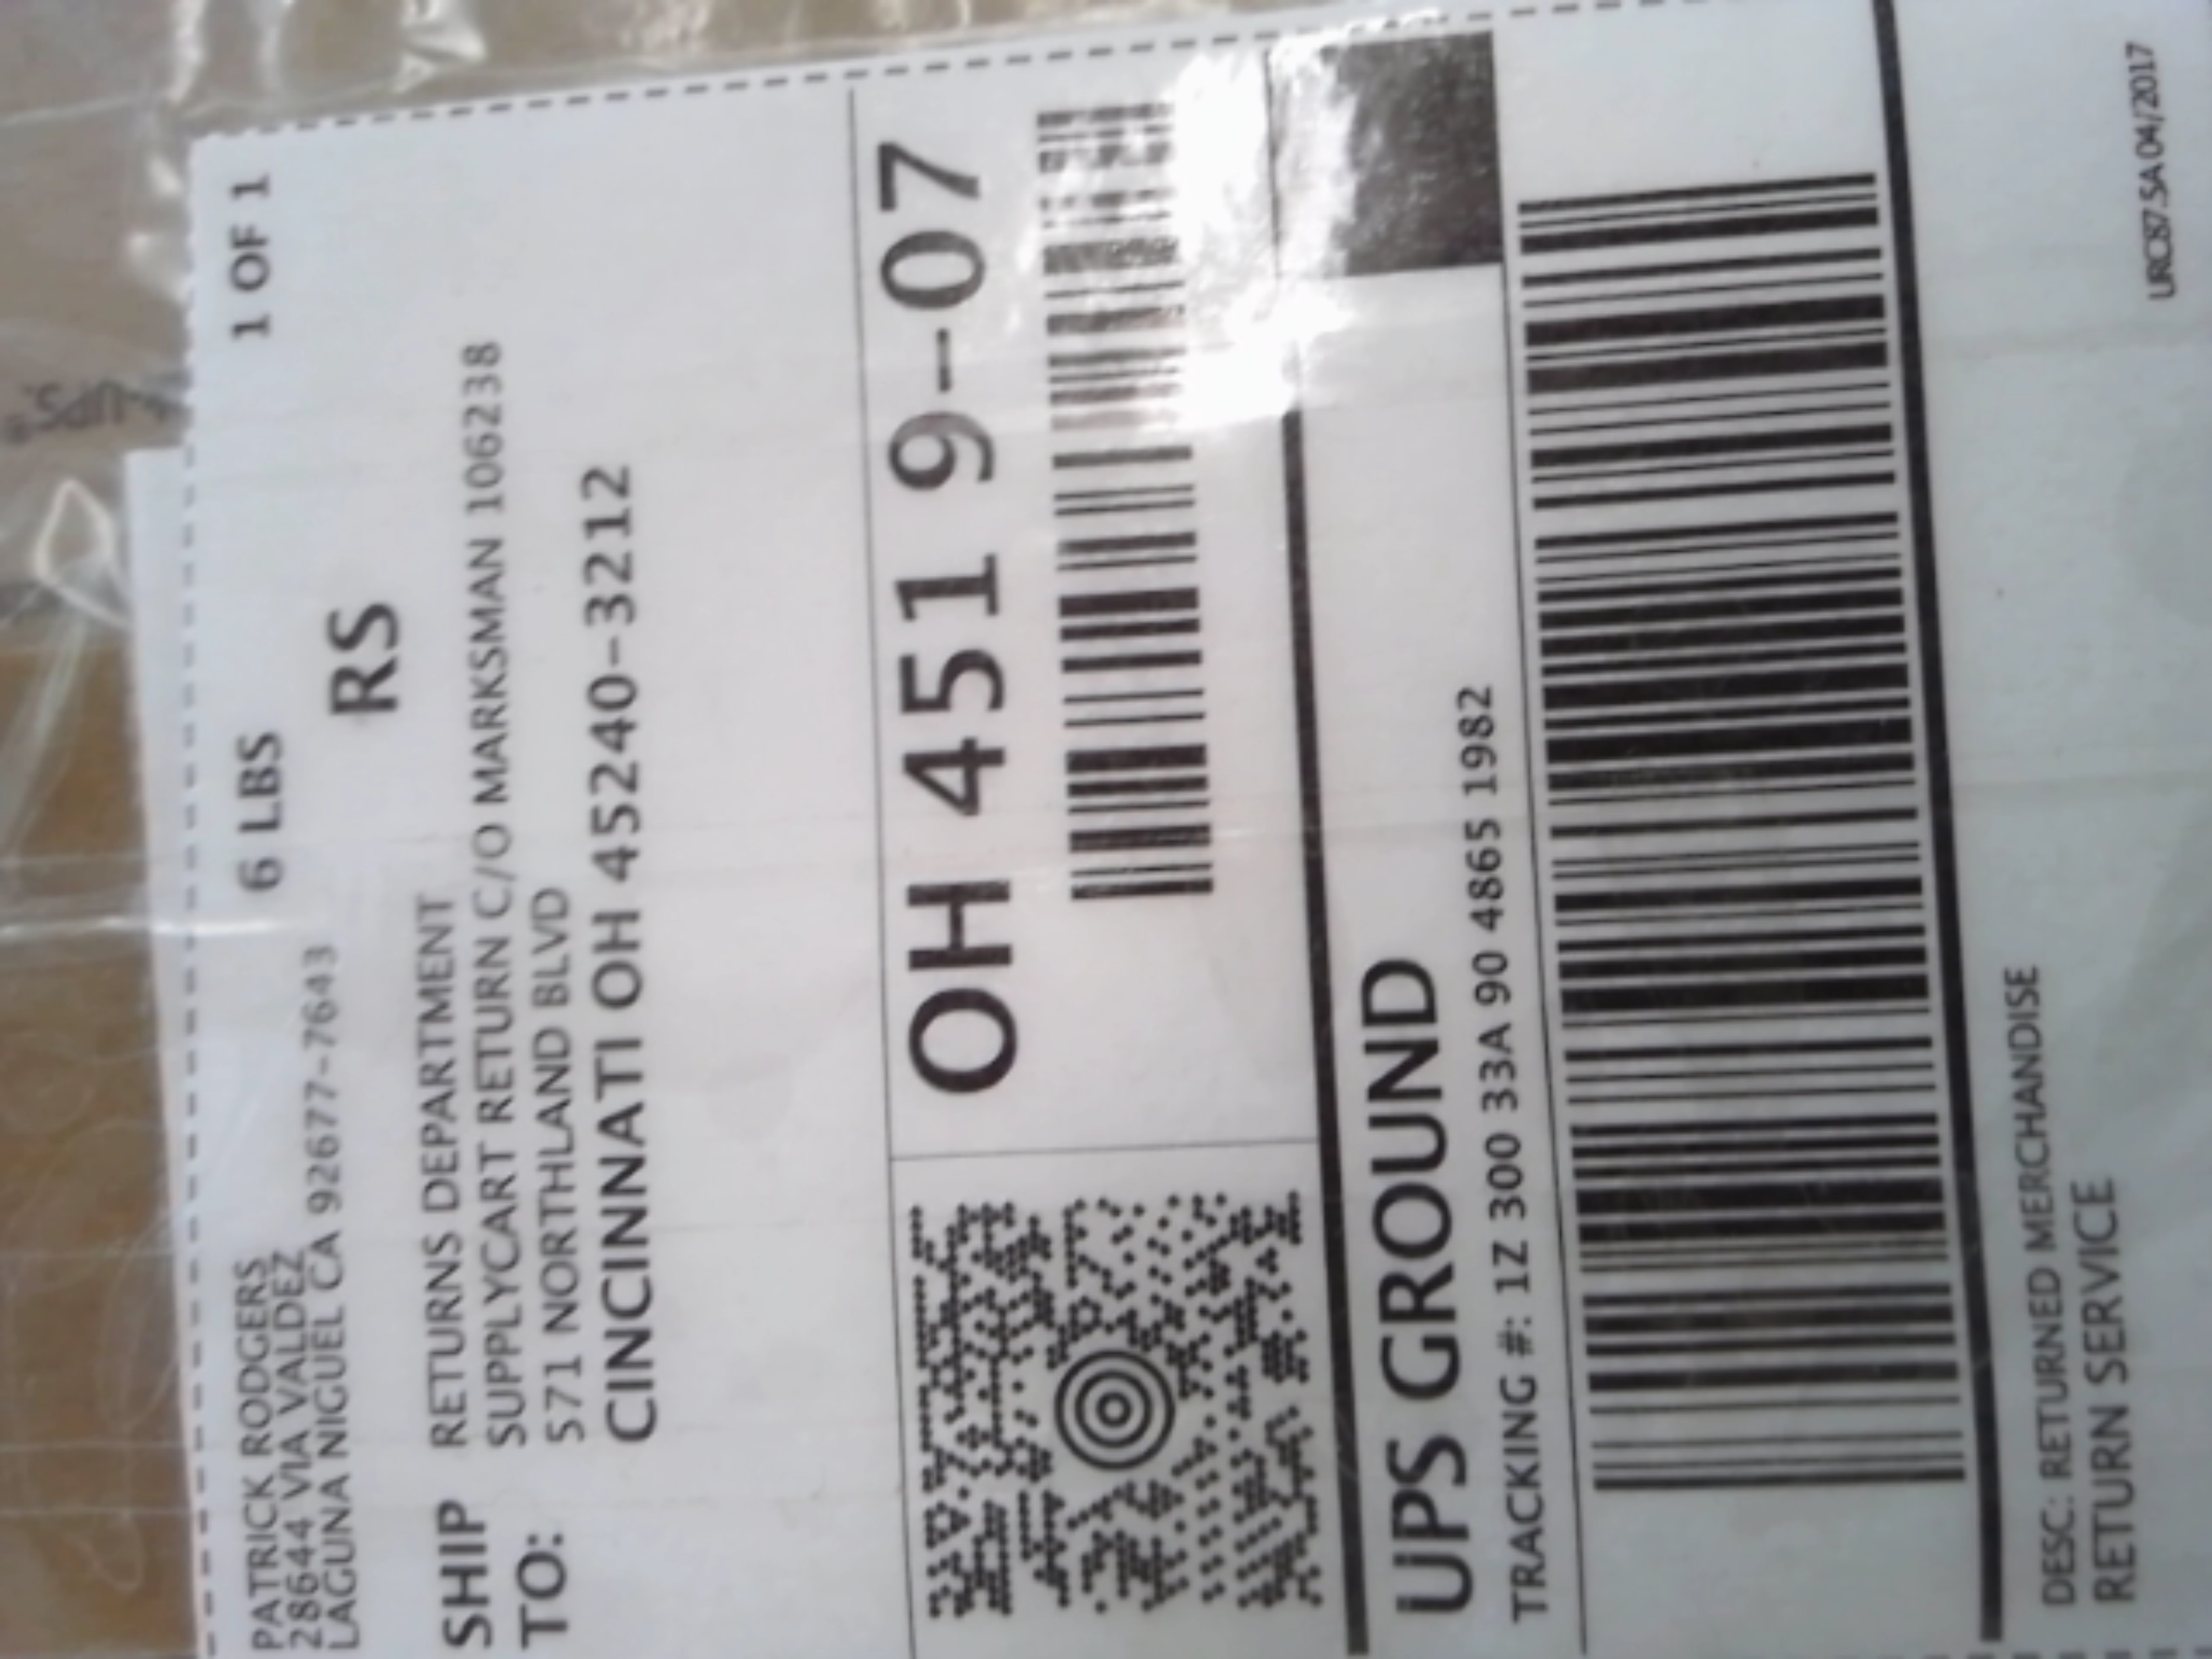 PATRICK RODGERS
28644 VIA VALDEZ
LAGUNA NIGUEL CA 92677-7643
6 LBS
1 OF 1
RS
SHIP
TO:
RETURNS DEPARTMENT
SUPPLYCART RETURN C/O MARKSMAN 106238
571 NORTHLAND BLVD
CINCINNATI OH 45240-3212
OH 451 9-07
UPS GROUND
TRACKING #: 1Z 300 33A 90 4865 1982
DESC: RETURNED MERCHANDISE
RETURN SERVICE
URC87.5A 04/2017
UPS.®